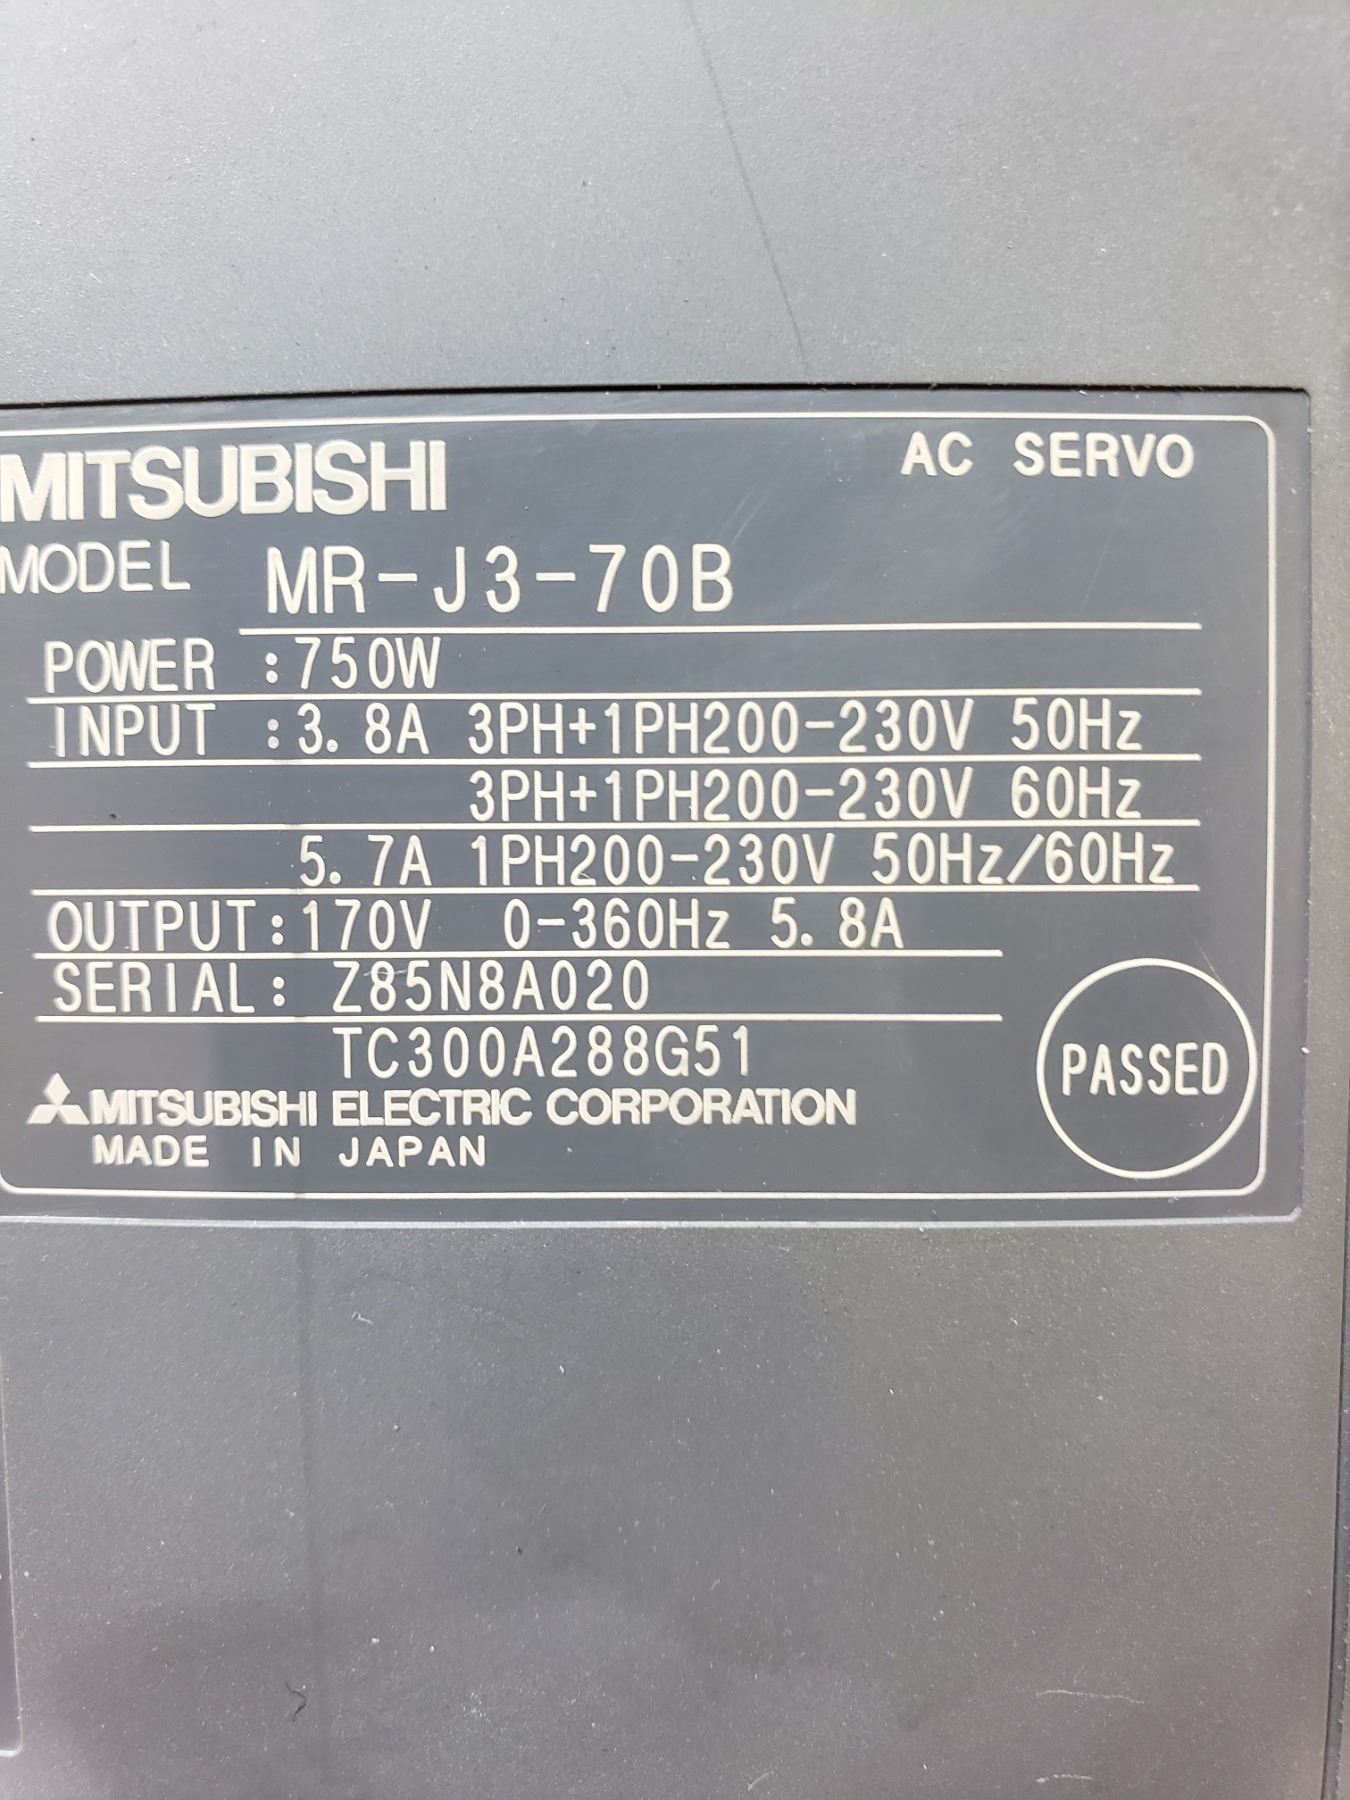 MITSUBISHI AC SERVO
MODEL MR-J3-70B
POWER :750W
INPUT :3.8A 3PH+1PH200-230V 50Hz
3PH+1PH200-230V 60Hz
5.7A 1PH200-230V 50Hz/60Hz
OUTPUT:170V 0-360Hz 5.8A
SERIAL: Z85N8A020
TC300A288G51
PASSED
MITSUBISHI ELECTRIC CORPORATION
MADE IN JAPAN